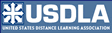 USDLA
UNITED STATES DISTANCE LEARNING ASSOCIATION